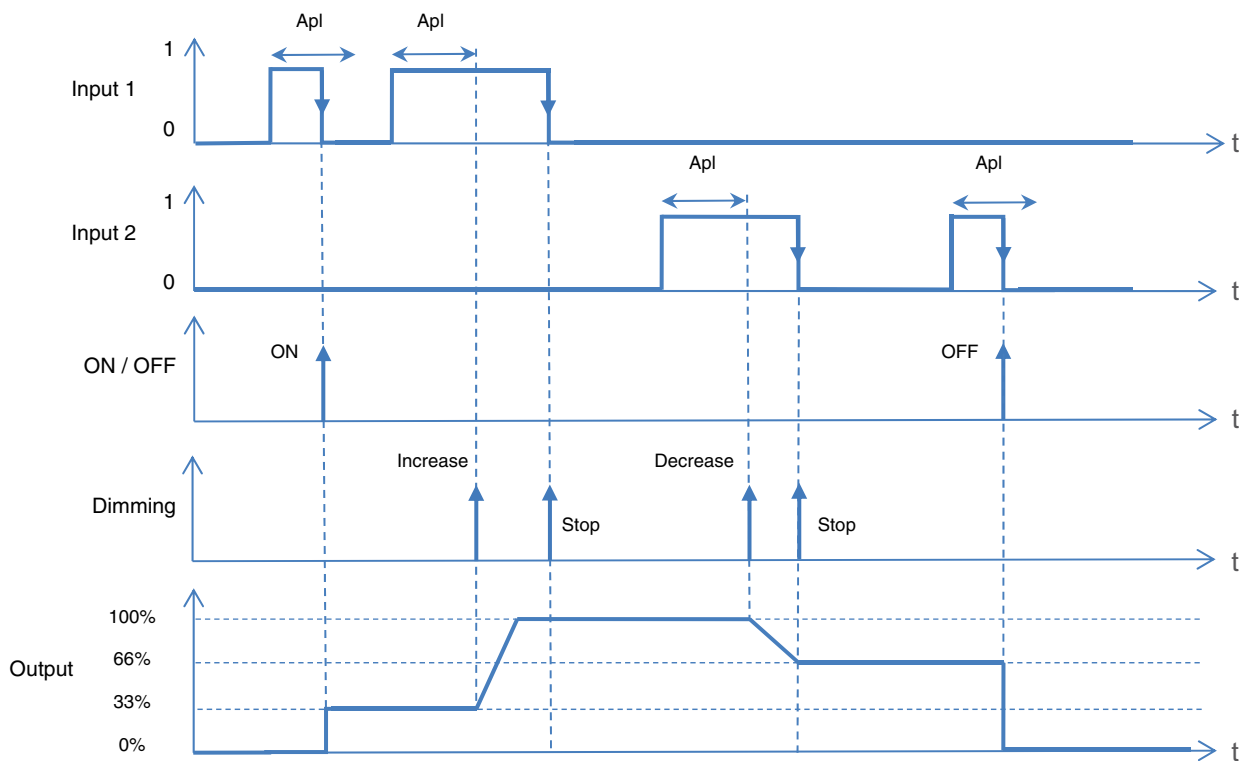 Apl Apl
1
Input 1
0
t
Apl Apl
1
Input 2
0
t
ON OFF
ON / OFF
t
Increase Decrease
Dimming
Stop Stop
t
100%
66%
Output
33%
0%
t